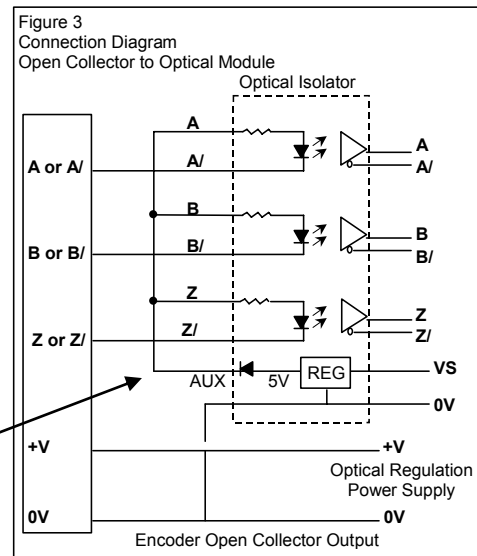 Figure 3
Connection Diagram
Open Collector to Optical Module
Optical Isolator
A
A
A or A/
A/
A/
B
B
B or B/
B/
B/
Z
Z
Z or Z/
Z/
Z/
AUX
5V
REG
VS
0V
+V
+V
Optical Regulation
Power Supply
0V
0V
Encoder Open Collector Output